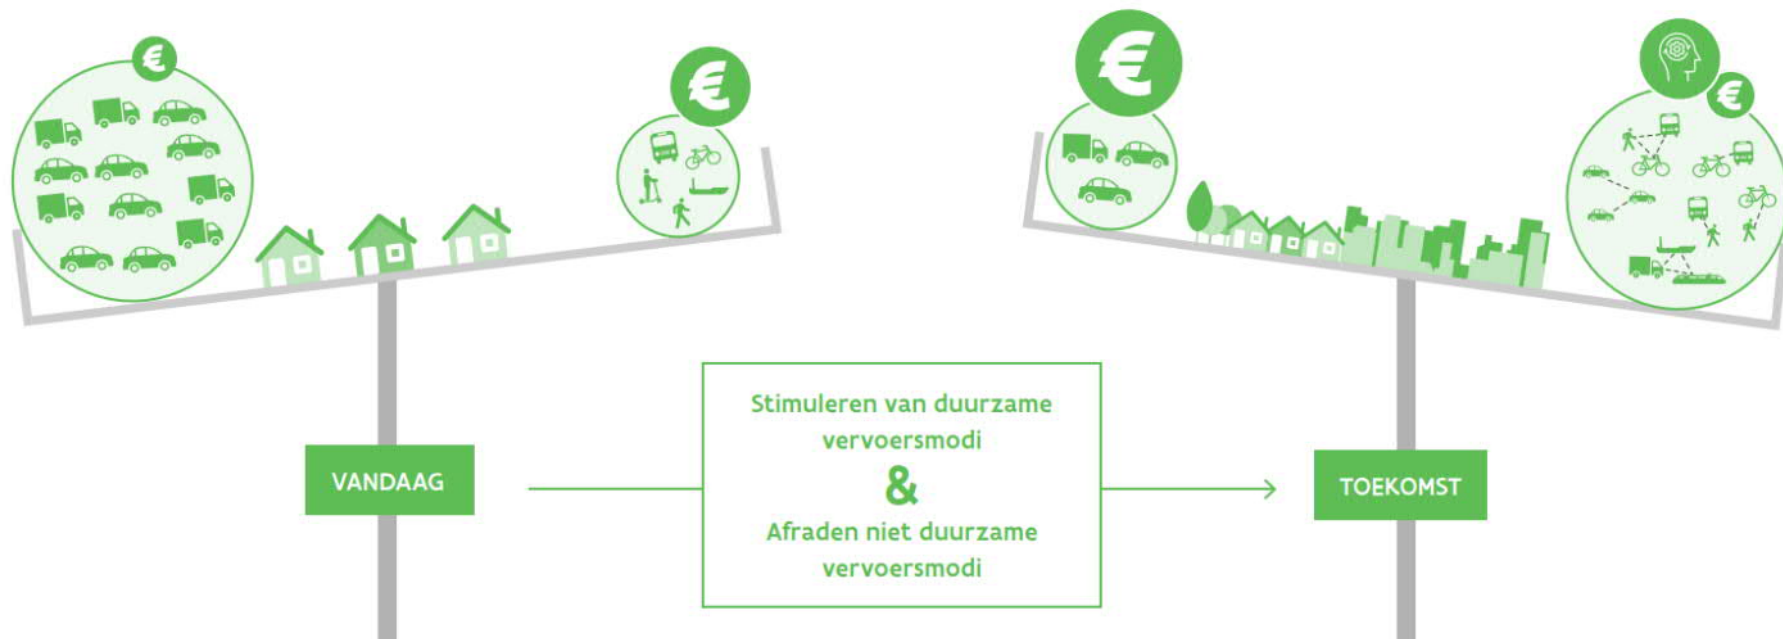 €
€
€
€
Stimuleren van duurzame
vervoersmodi
&
Afraden niet duurzame
vervoersmodi
VANDAAG
TOEKOMST